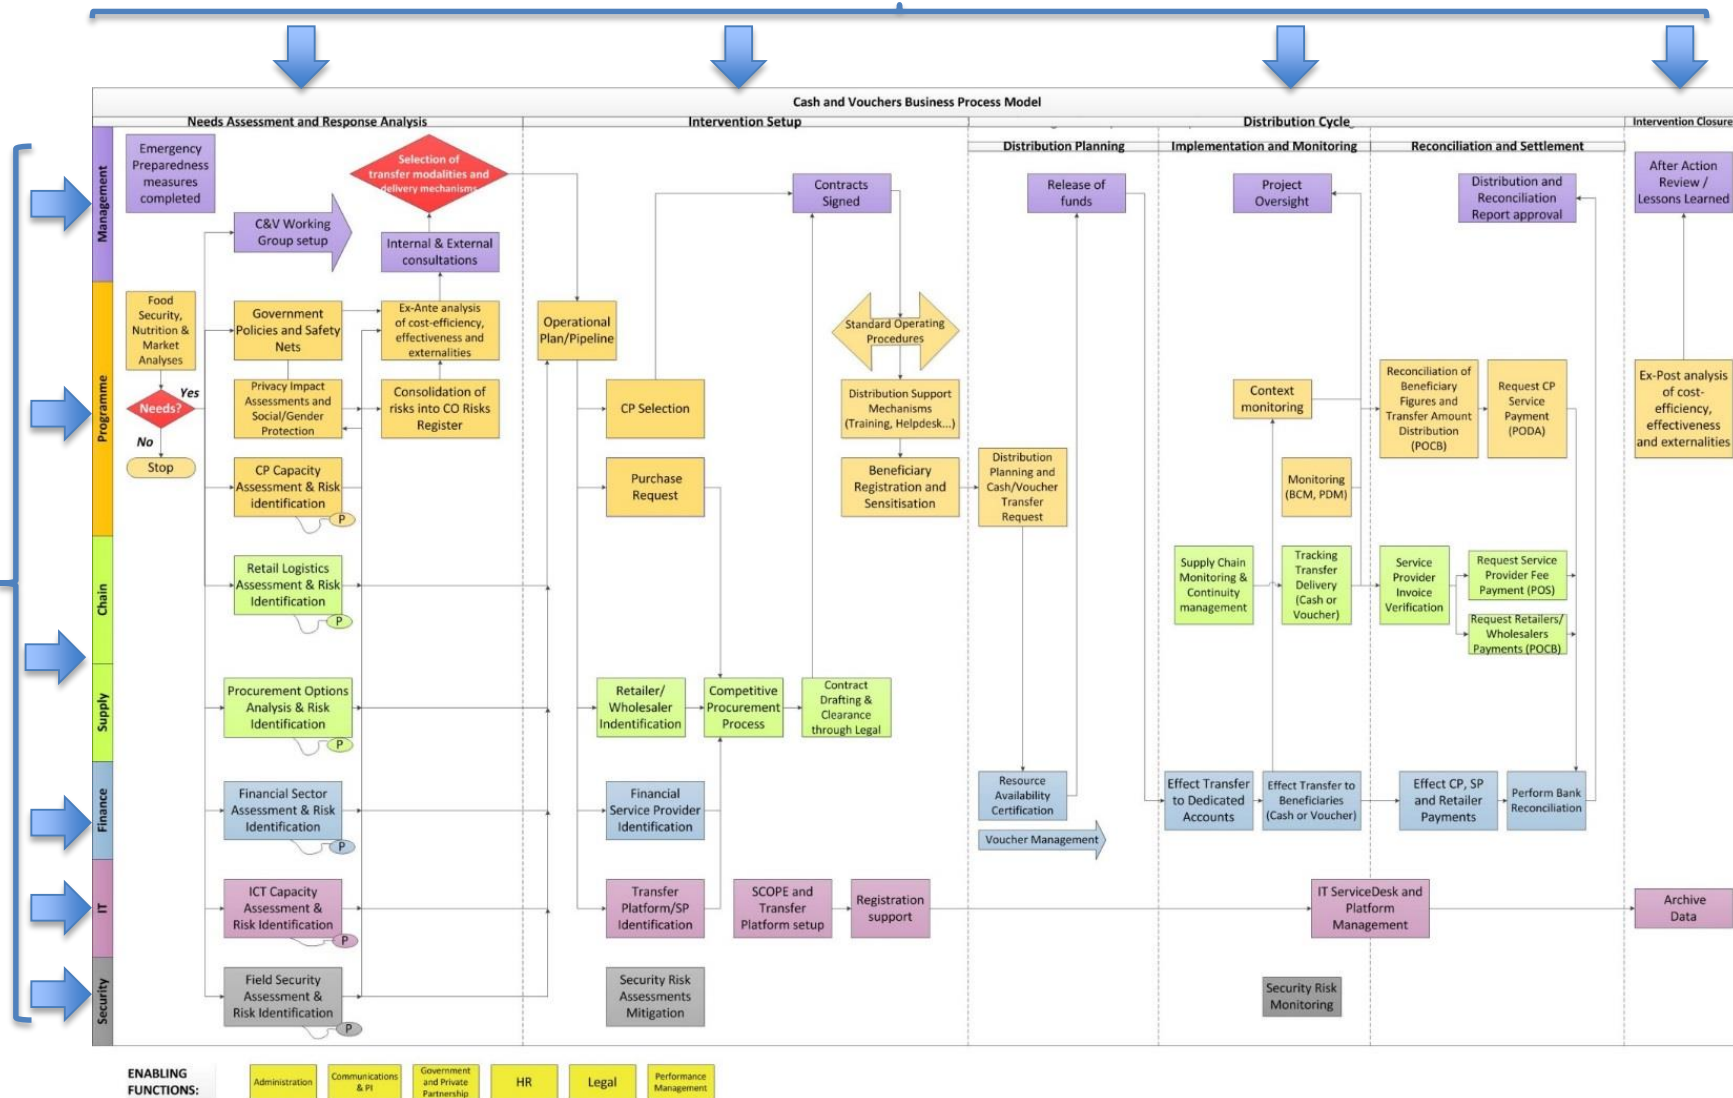 Cash and Vouchers Business Process Model
Needs Assessment and Response Analysis
Intervention Setup
Distribution Cycle
Intervention Closure
Distribution Planning
Implementation and Monitoring
Reconciliation and Settlement
Management
Emergency
Preparedness
measures
completed
C&V Working
Group setup
Selection of
transfer modalities and
delivery mechanisms
Internal & External
consultations
Contracts
Signed
Release of
funds
Project
Oversight
Distribution and
Reconciliation
Report approval
After Action
Review /
Lessons Learned
Programme
Food
Security,
Nutrition &
Market
Analyses
Needs?
Yes
No
Stop
Government
Policies and Safety
Nets
Privacy Impact
Assessments and
Social/Gender
Protection
CP Capacity
Assessment & Risk
identification
P
Ex-Ante analysis
of cost-efficiency,
effectiveness and
externalities
Consolidation of
risks into CO Risks
Register
Operational
Plan/Pipeline
CP Selection
Purchase
Request
Standard Operating
Procedures
Distribution Support
Mechanisms
(Training, Helpdesk...)
Beneficiary
Registration and
Sensitisation
Distribution
Planning and
Cash/Voucher
Transfer
Request
Context
monitoring
Monitoring
(BCM, PDM)
Reconciliation of
Beneficiary
Figures and
Transfer Amount
Distribution
(POCB)
Request CP
Service
Payment
(PODA)
Ex-Post analysis
of cost-
efficiency,
effectiveness
and externalities
Chain
Retail Logistics
Assessment & Risk
Identification
P
Supply Chain
Monitoring &
Continuity
management
Tracking
Transfer
Delivery
(Cash or
Voucher)
Service
Provider
Invoice
Verification
Request Service
Provider Fee
Payment (POS)
Request Retailers/
Wholesalers
Payments (POCB)
Supply
Procurement Options
Analysis & Risk
Identification
P
Retailer/
Wholesaler
Indentification
Competitive
Procurement
Process
Contract
Drafting &
Clearance
through Legal
Finance
Financial Sector
Assessment & Risk
Identification
P
Financial
Service Provider
Identification
Resource
Availability
Certification
Voucher Management
Effect Transfer
to Dedicated
Accounts
Effect Transfer to
Beneficiaries
(Cash or Voucher)
Effect CP, SP
and Retailer
Payments
Perform Bank
Reconciliation
IT
ICT Capacity
Assessment &
Risk Identification
P
Transfer
Platform/SP
Identification
SCOPE and
Transfer
Platform setup
Registration
support
IT ServiceDesk and
Platform
Management
Archive
Data
Security
Field Security
Assessment &
Risk Identification
P
Security Risk
Assessments
Mitigation
Security Risk
Monitoring
ENABLING
FUNCTIONS:
Administration
Communications
& PI
Government
and Private
Partnership
HR
Legal
Performance
Management